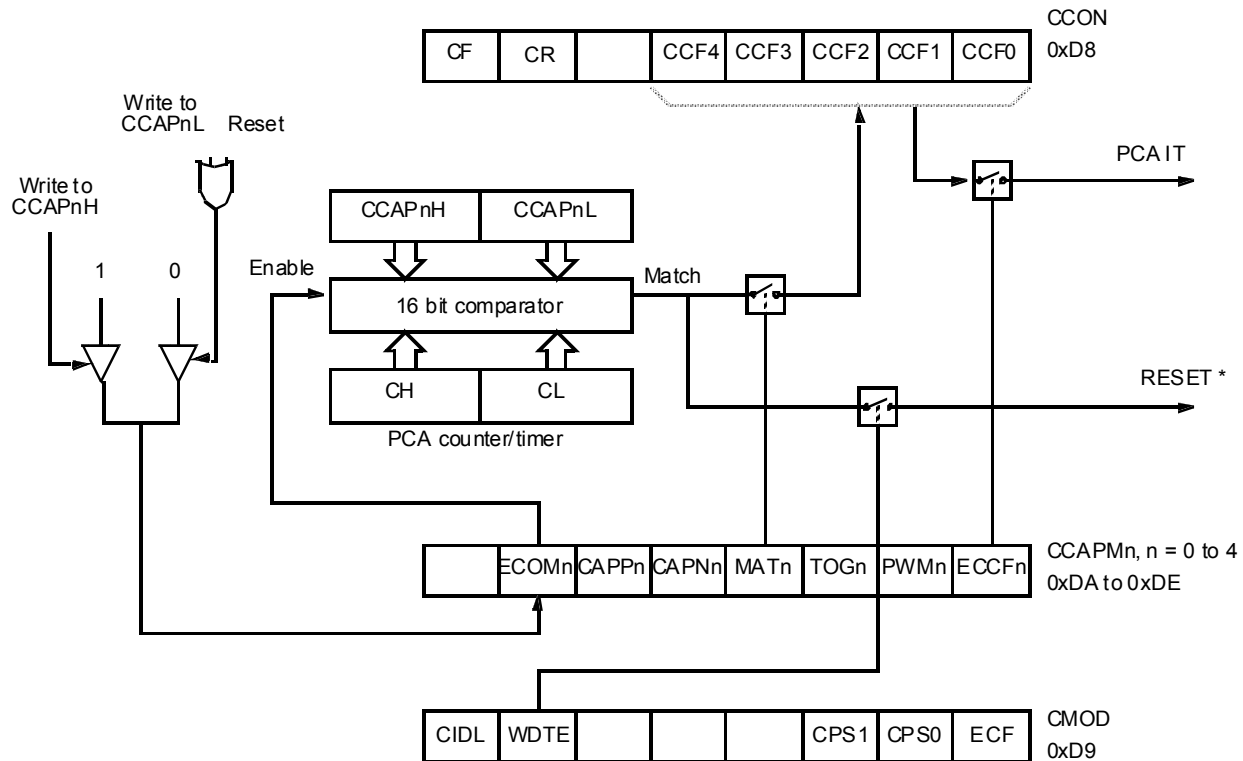 CCON
0xD8
CF CR CCF4 CCF3 CCF2 CCF1 CCF0
Write to
CCAPnL Reset
PCA IT
Write to
CCAPnH
CCAPnH CCAPnL
1 0
Enable
Match
16 bit comparator
RESET *
CH CL
PCA counter/timer
ECOMn CAPPn CAPNn MATn TOGn PWMn ECCFn
CCAPMn, n = 0 to 4
0xDA to 0xDE
CIDL WDTE CPS1 CPS0 ECF
CMOD
0xD9